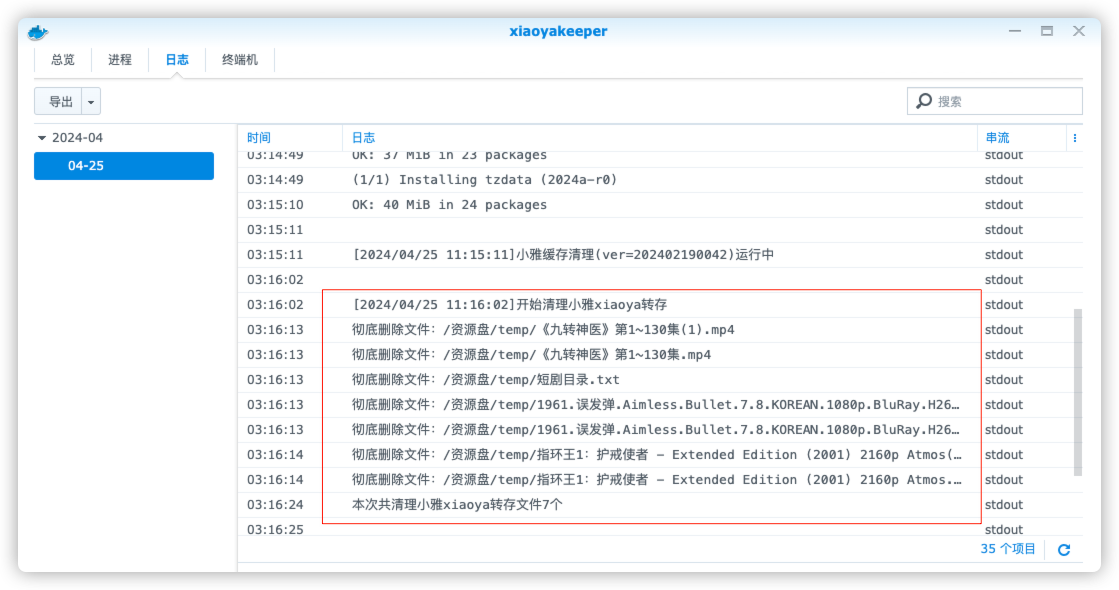 xiaoyakeeper
总览 进程 日志 终端机
导出 搜索
2024-04
04-25
时间 日志 串流
03:14:49 OK: 37 MiB in 23 packages stdout
03:14:49 (1/1) Installing tzdata (2024a-r0) stdout
03:15:10 OK: 40 MiB in 24 packages stdout
03:15:11 stdout
03:15:11 [2024/04/25 11:15:11]小雅缓存清理(ver=202402190042)运行中 stdout
03:16:02 stdout
03:16:02 [2024/04/25 11:16:02]开始清理小雅xiaoya转存 stdout
03:16:13 彻底删除文件: /资源盘/temp/《九转神医》第1~130集(1).mp4 stdout
03:16:13 彻底删除文件: /资源盘/temp/《九转神医》第1~130集.mp4 stdout
03:16:13 彻底删除文件: /资源盘/temp/短剧目录.txt stdout
03:16:13 彻底删除文件: /资源盘/temp/1961.误发弹.Aimless.Bullet.7.8.KOREAN.1080p.BluRay.H26… stdout
03:16:13 彻底删除文件: /资源盘/temp/1961.误发弹.Aimless.Bullet.7.8.KOREAN.1080p.BluRay.H26… stdout
03:16:14 彻底删除文件: /资源盘/temp/指环王1: 护戒使者 - Extended Edition (2001) 2160p Atmos(… stdout
03:16:14 彻底删除文件: /资源盘/temp/指环王1: 护戒使者 - Extended Edition (2001) 2160p Atmos.… stdout
03:16:24 本次共清理小雅xiaoya转存文件7个 stdout
03:16:25 stdout
35 个项目